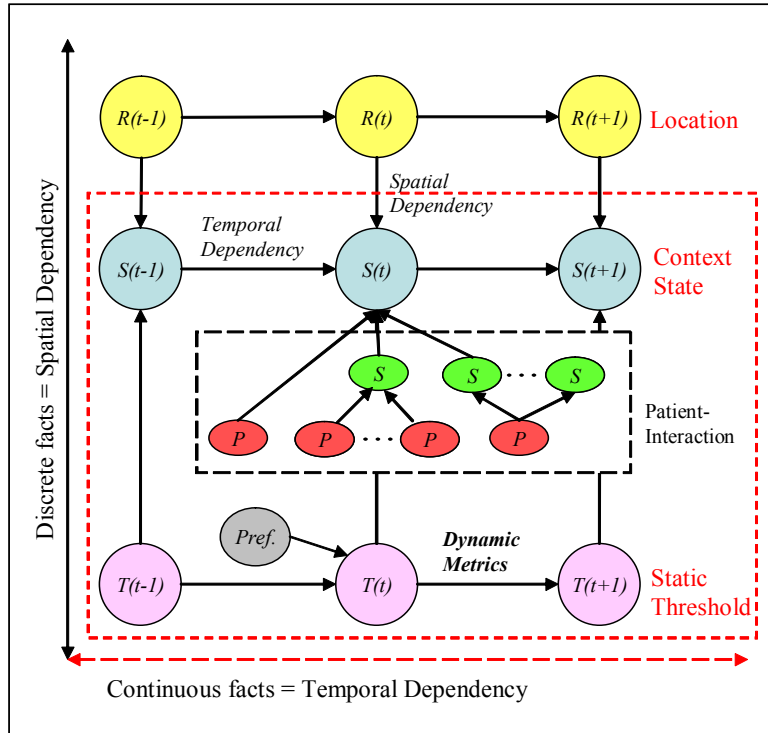 R(t-1)
R(t)
R(t+1)
Location
Spatial
Dependency
Temporal
Dependency
S(t-1)
S(t)
S(t+1)
Context
State
S
S
···
S
P
P
···
P
P
Patient-
Interaction
Pref.
Dynamic
Metrics
T(t-1)
T(t)
T(t+1)
Static
Threshold
Discrete facts = Spatial Dependency
Continuous facts = Temporal Dependency